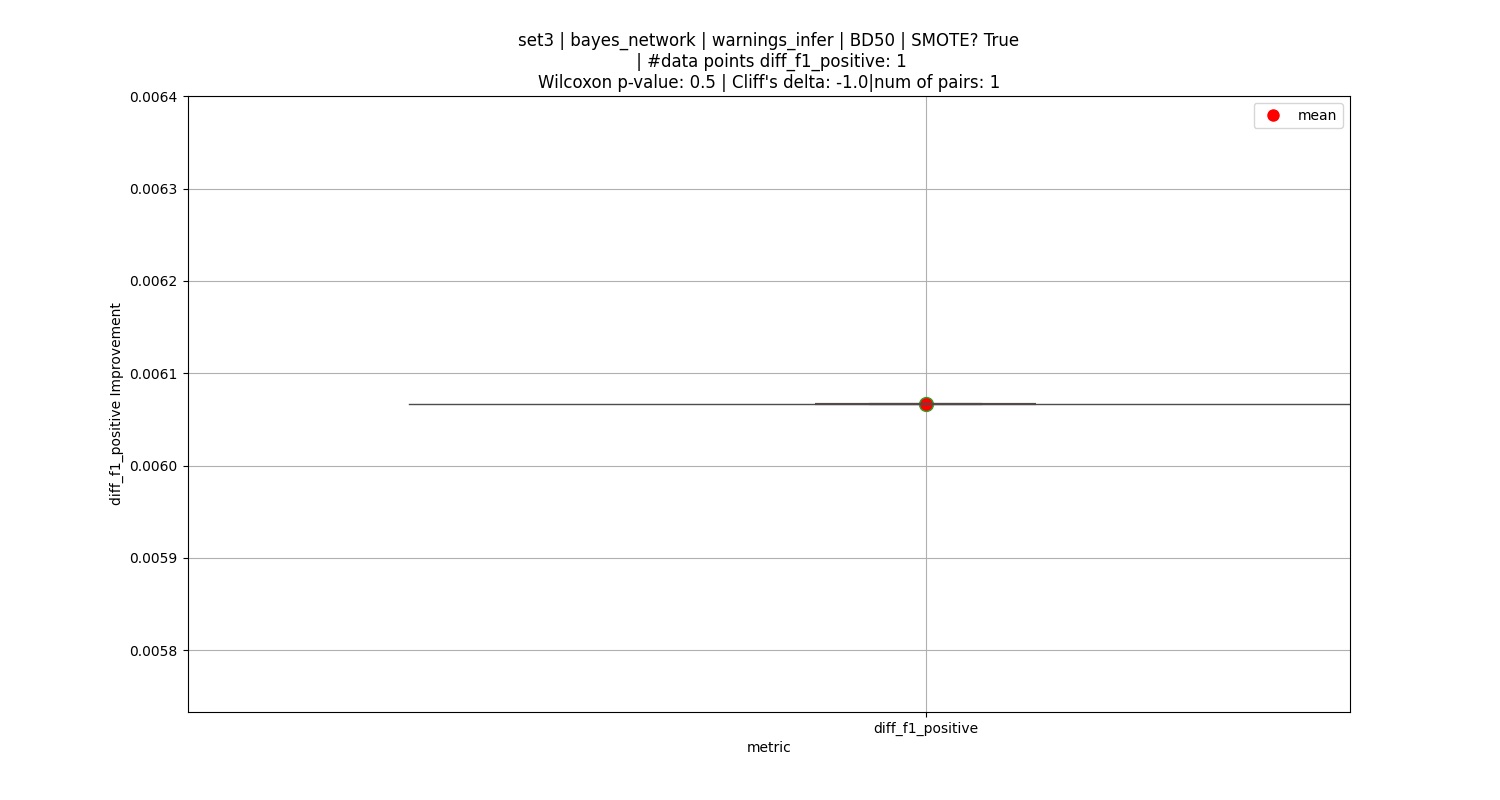 set3 | bayes_network | warnings_infer | BD50 | SMOTE? True
| #data points diff_f1_positive: 1
Wilcoxon p-value: 0.5 | Cliff's delta: -1.0|num of pairs: 1
mean
0.0064
0.0063
0.0062
0.0061
0.0060
0.0059
0.0058
diff_f1_positive Improvement
diff_f1_positive
metric